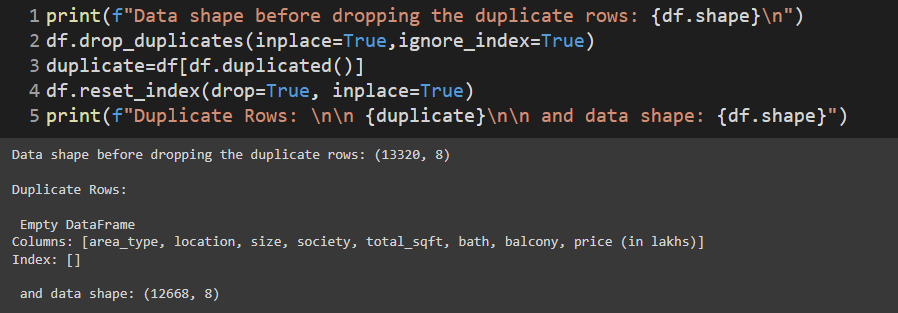 1 print(f"Data shape before dropping the duplicate rows: {df.shape}\n")
2 df.drop_duplicates(inplace=True,ignore_index=True)
3 duplicate=df[df.duplicated()]
4 df.reset_index(drop=True, inplace=True)
5 print(f"Duplicate Rows: \n\n {duplicate}\n\n and data shape: {df.shape}")
Data shape before dropping the duplicate rows: (13320, 8)
Duplicate Rows:
Empty DataFrame
Columns: [area_type, location, size, society, total_sqft, bath, balcony, price (in lakhs)]
Index: []
and data shape: (12668, 8)